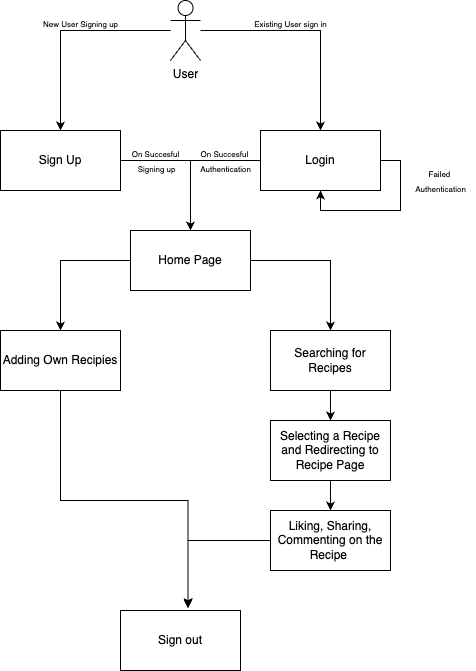 New User Signing up
Existing User sign in
User
Sign Up
On Succesful
Signing up
On Succesful
Authentication
Login
Failed
Authentication
Home Page
Adding Own Recipies
Searching for
Recipes
Selecting a Recipe
and Redirecting to
Recipe Page
Liking, Sharing,
Commenting on the
Recipe
Sign out